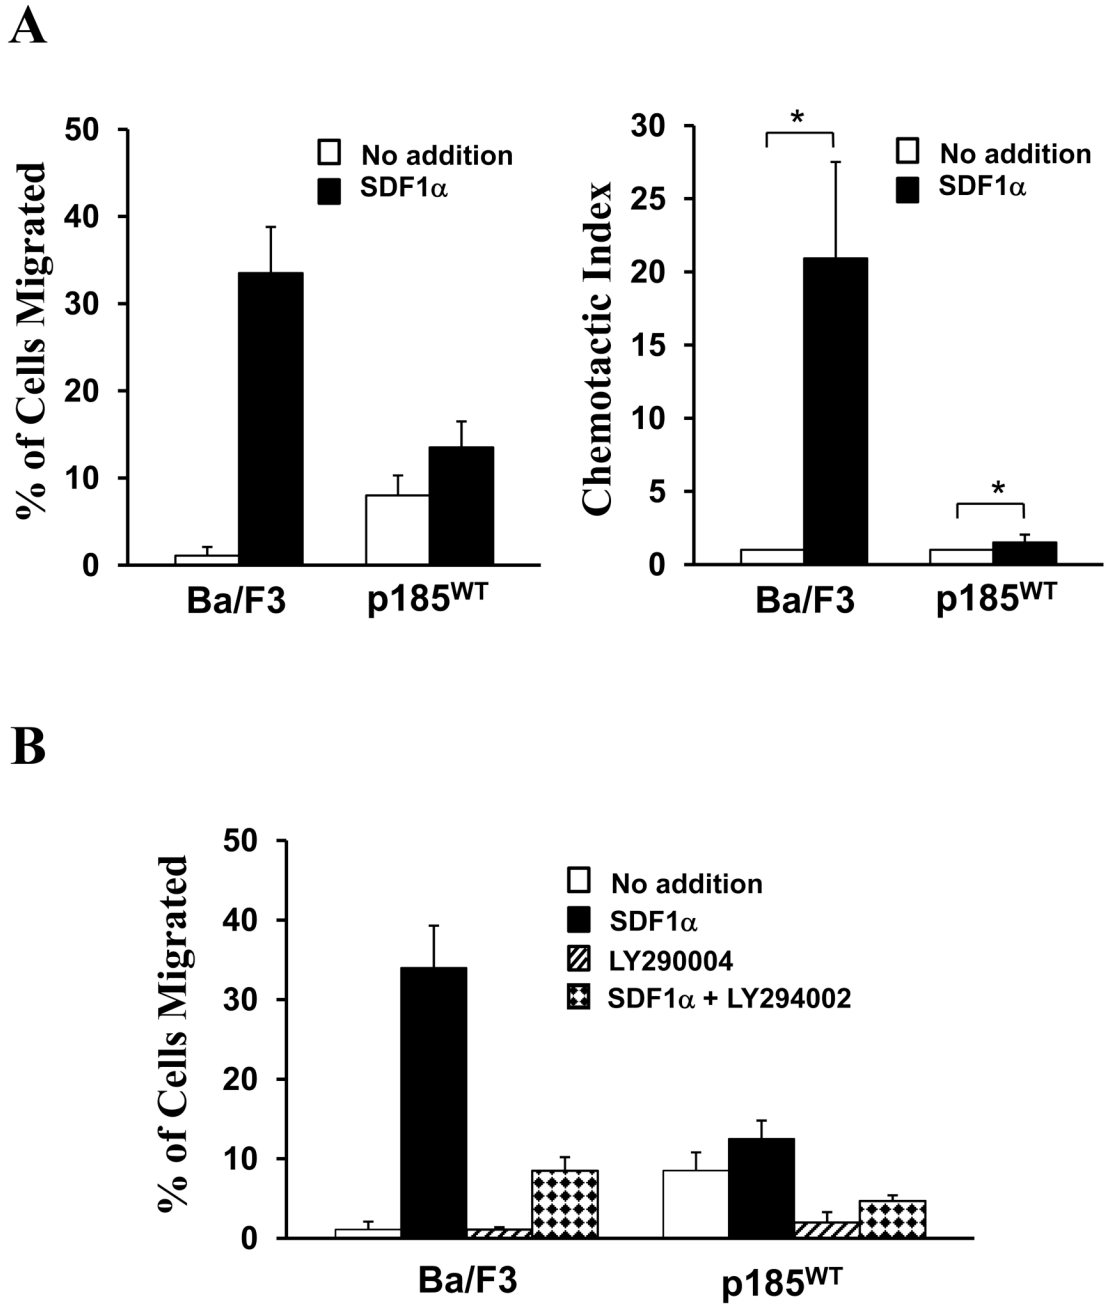 A
% of Cells Migrated
50
40
30
20
10
0
No addition
SDF1α
Ba/F3
p185WT
Chemotactic Index
30
25
20
15
10
5
0
No addition
SDF1α
*
*
Ba/F3
p185WT
B
% of Cells Migrated
50
40
30
20
10
0
No addition
SDF1α
LY290004
SDF1α + LY294002
Ba/F3
p185WT